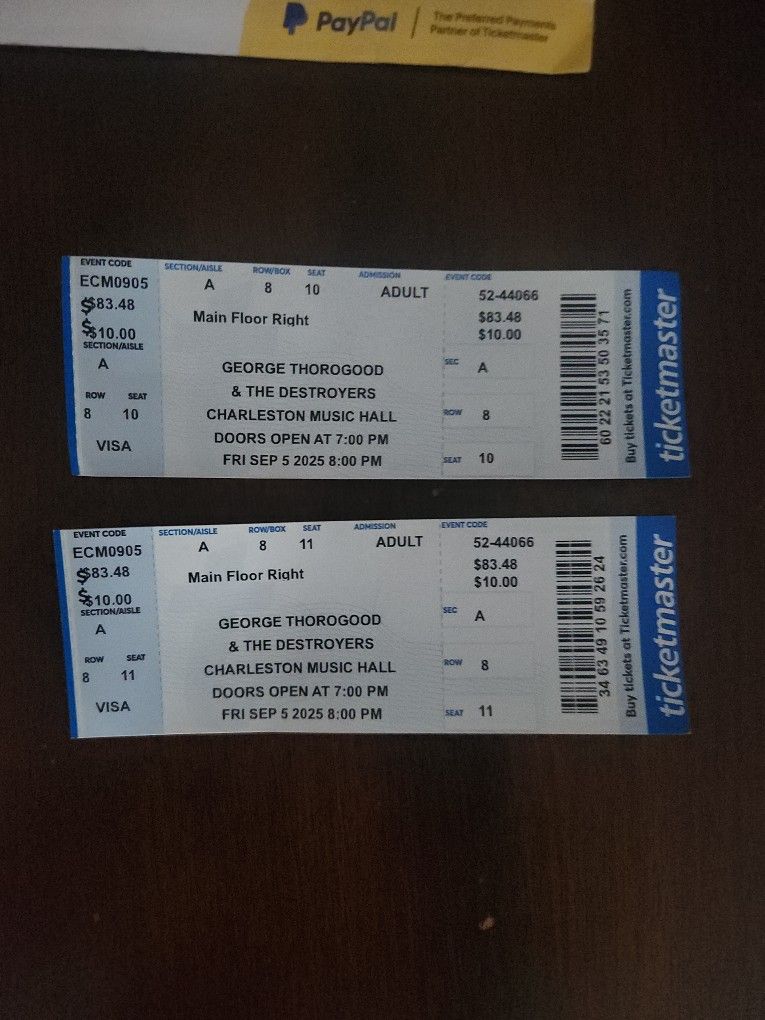 PayPal
The Preferred Payments
Partner of Ticketmaster
EVENT CODE SECTION/AISLE ROW/BOX SEAT ADMISSION EVENT CODE
ECM0905 A 8 10 ADULT 52-44066
$$83.48 Main Floor Right $83.48
$$10.00 $10.00
SECTION/AISLE
A GEORGE THOROGOOD SEC A
ROW SEAT & THE DESTROYERS
8 10 CHARLESTON MUSIC HALL ROW 8
VISA DOORS OPEN AT 7:00 PM
FRI SEP 5 2025 8:00 PM SEAT 10
60 22 21 53 50 35 71
Buy tickets at Ticketmaster.com
ticketmaster
EVENT CODE SECTION/AISLE ROW/BOX SEAT ADMISSION EVENT CODE
ECM0905 A 8 11 ADULT 52-44066
$$83.48 Main Floor Right $83.48
$$10.00 $10.00
SECTION/AISLE
A GEORGE THOROGOOD SEC A
ROW SEAT & THE DESTROYERS
8 11 CHARLESTON MUSIC HALL ROW 8
VISA DOORS OPEN AT 7:00 PM
FRI SEP 5 2025 8:00 PM SEAT 11
34 63 49 10 59 26 24
Buy tickets at Ticketmaster.com
ticketmaster